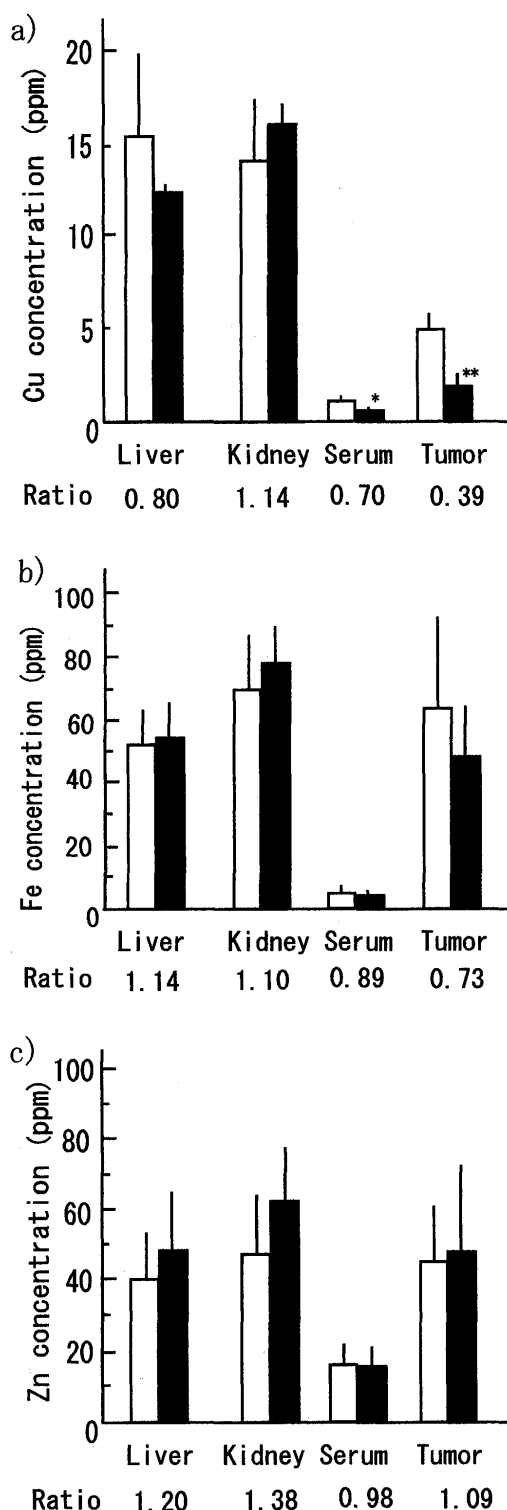 a)
Cu concentration (ppm)
20
15
10
5
0
*
**
Liver Kidney Serum Tumor
Ratio 0.80 1.14 0.70 0.39
b)
Fe concentration (ppm)
100
80
60
40
20
0
Liver Kidney Serum Tumor
Ratio 1.14 1.10 0.89 0.73
c)
Zn concentration (ppm)
100
80
60
40
20
0
Liver Kidney Serum Tumor
Ratio 1.20 1.38 0.98 1.09